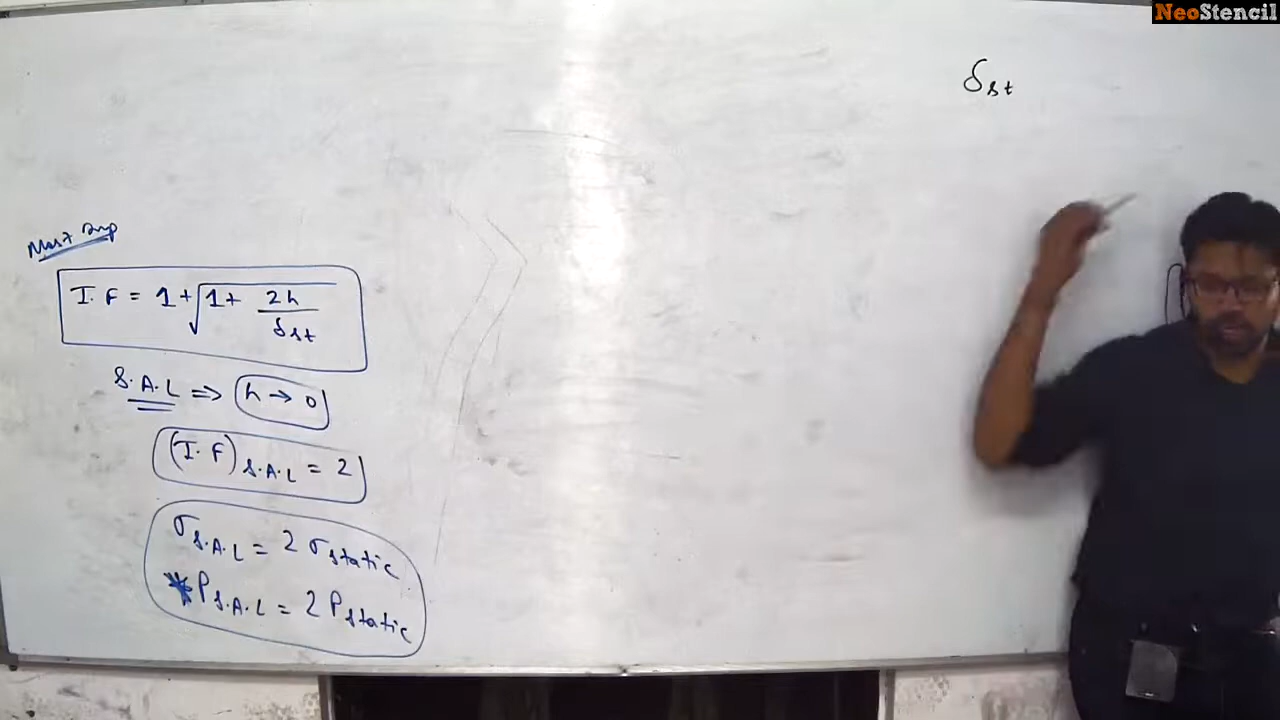 NeoStencil
δst
Most Imp
I.F = 1+√1+ 2h/δst
S.A.L ⇒ h → 0
(I.F)S.A.L = 2
σS.A.L = 2 σstatic
*PS.A.L = 2 Pstatic